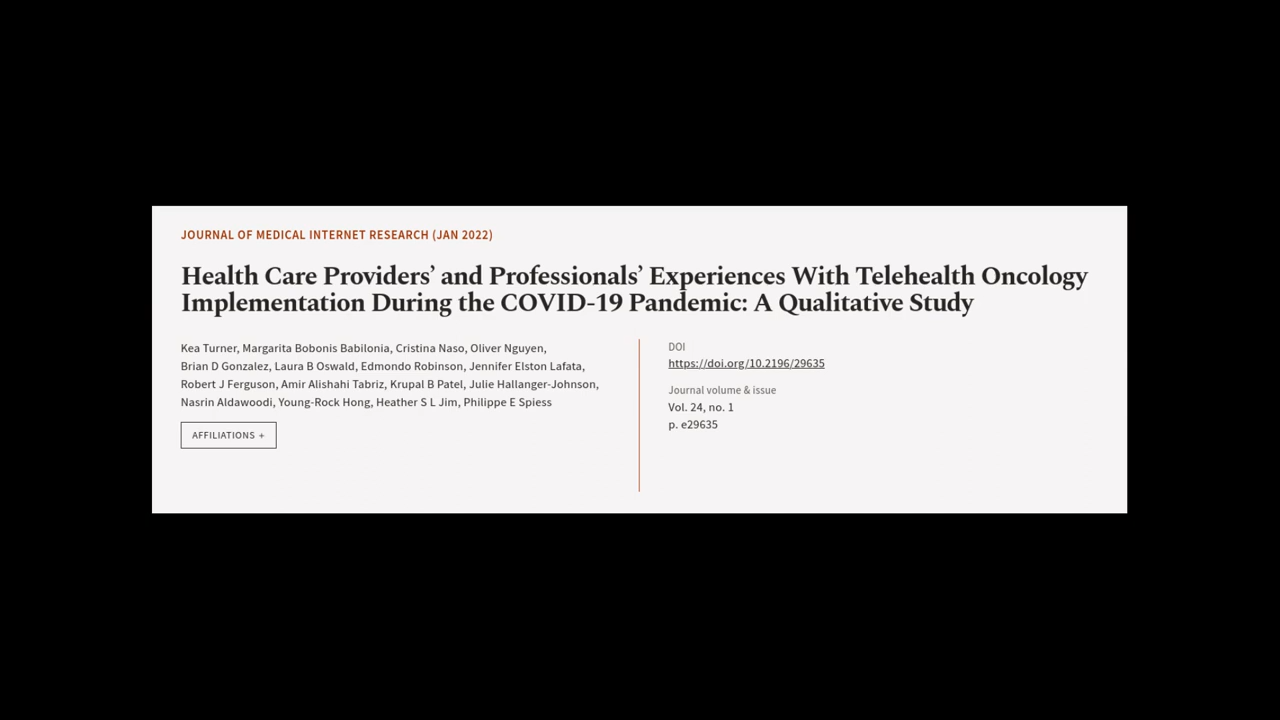 JOURNAL OF MEDICAL INTERNET RESEARCH (JAN 2022)
Health Care Providers’ and Professionals’ Experiences With Telehealth Oncology
Implementation During the COVID-19 Pandemic: A Qualitative Study
Kea Turner, Margarita Bobonis Babilonia, Cristina Naso, Oliver Nguyen,
Brian D Gonzalez, Laura B Oswald, Edmondo Robinson, Jennifer Elston Lafata,
Robert J Ferguson, Amir Alishahi Tabriz, Krupal B Patel, Julie Hallanger-Johnson,
Nasrin Aldawoodi, Young-Rock Hong, Heather S L Jim, Philippe E Spiess
AFFILIATIONS +
DOI
https://doi.org/10.2196/29635
Journal volume & issue
Vol. 24, no. 1
p. e29635